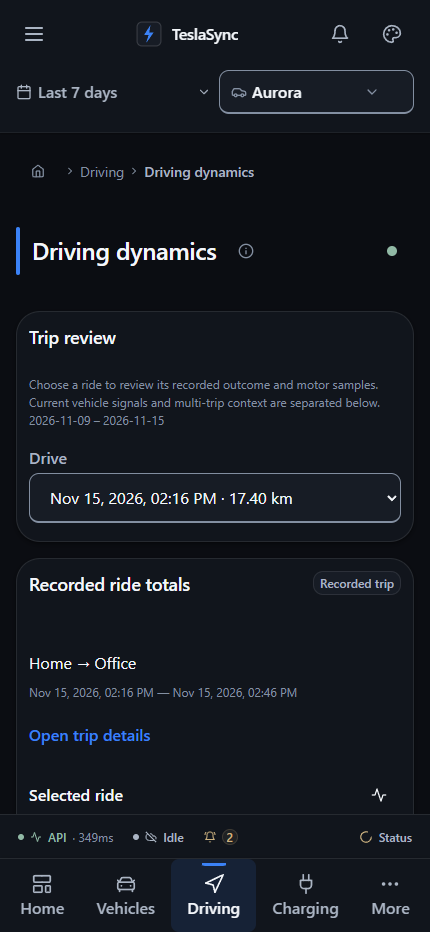 TeslaSync
Last 7 days
Aurora
Driving
Driving dynamics
Driving dynamics
Trip review
Choose a ride to review its recorded outcome and motor samples.
Current vehicle signals and multi-trip context are separated below.
2026-11-09 – 2026-11-15
Drive
Nov 15, 2026, 02:16 PM · 17.40 km
Recorded ride totals
Recorded trip
Home → Office
Nov 15, 2026, 02:16 PM — Nov 15, 2026, 02:46 PM
Open trip details
Selected ride
API · 349ms
Idle
2
Status
Home
Vehicles
Driving
Charging
More